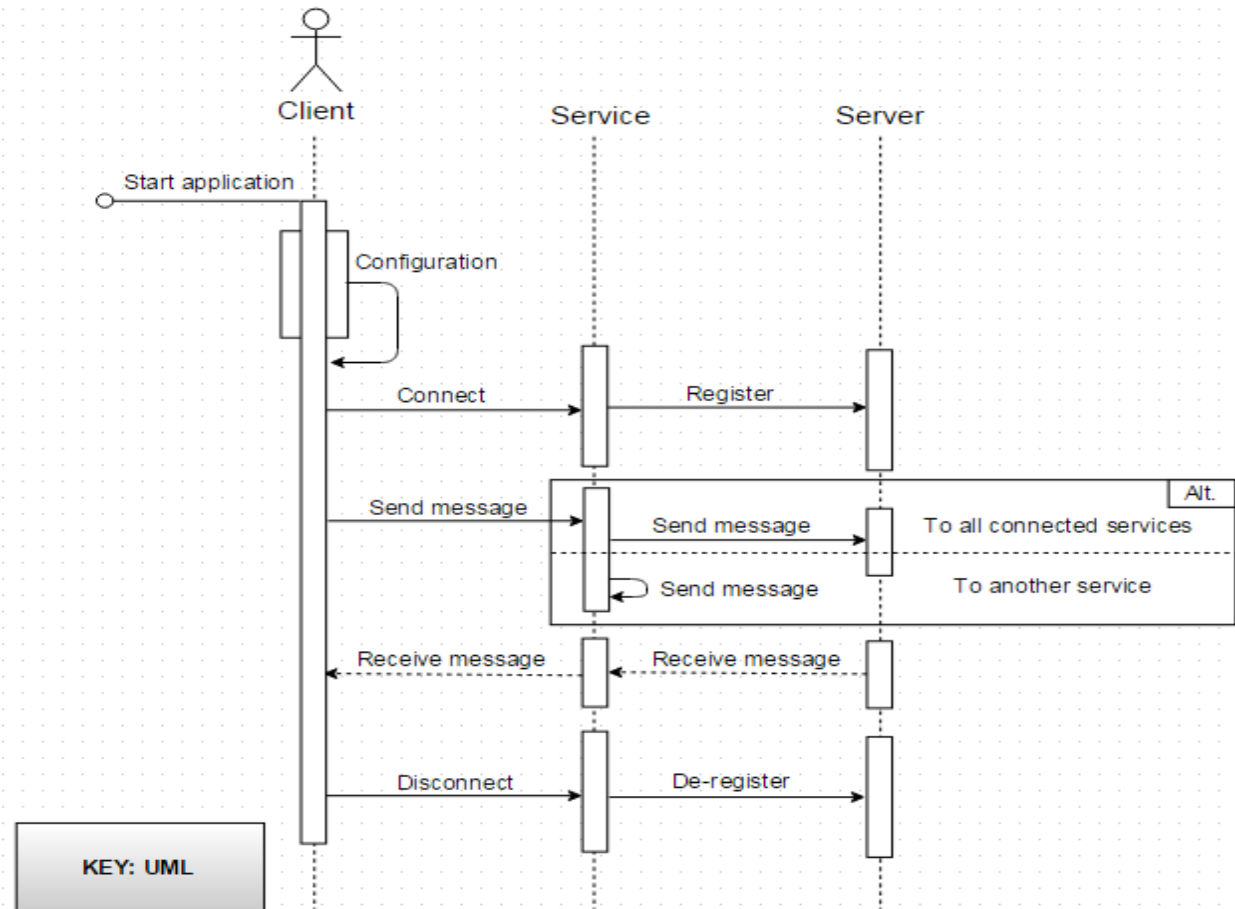 Client
Service
Server
Start application
Configuration
Connect
Register
Alt.
Send message
Send message
To all connected services
Send message
To another service
Receive message
Receive message
Disconnect
De-register
KEY: UML